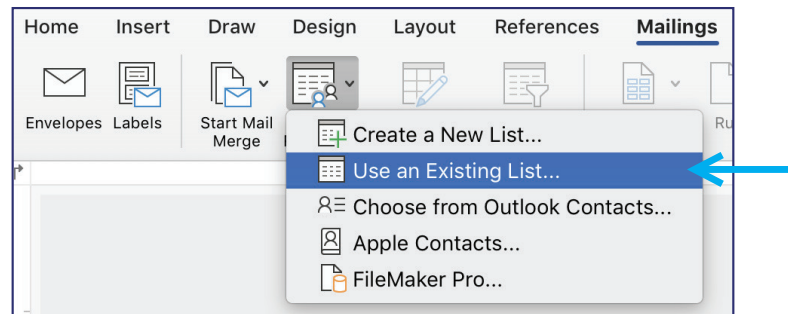 Home Insert Draw Design Layout References Mailings
Envelopes Labels Start Mail
Merge
Create a New List...
Use an Existing List...
Choose from Outlook Contacts...
Apple Contacts...
FileMaker Pro...